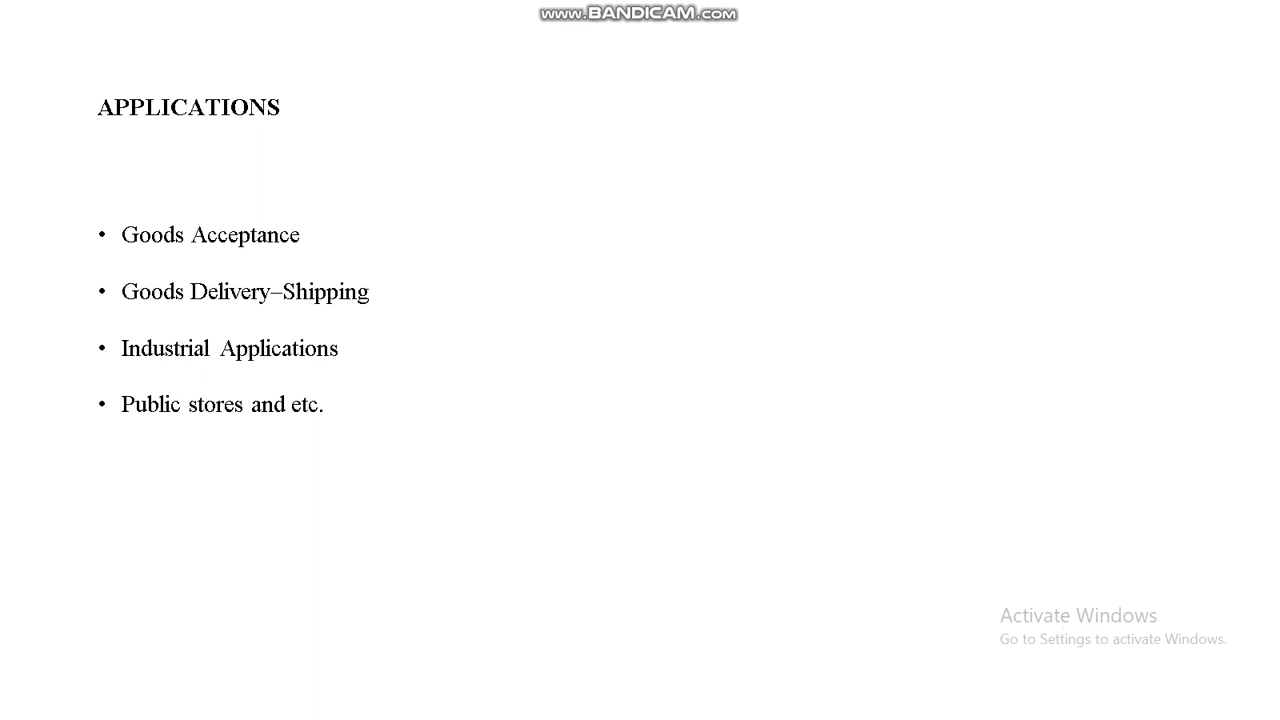 www.BANDICAM.com
APPLICATIONS
• Goods Acceptance
• Goods Delivery–Shipping
• Industrial Applications
• Public stores and etc.
Activate Windows
Go to Settings to activate Windows.